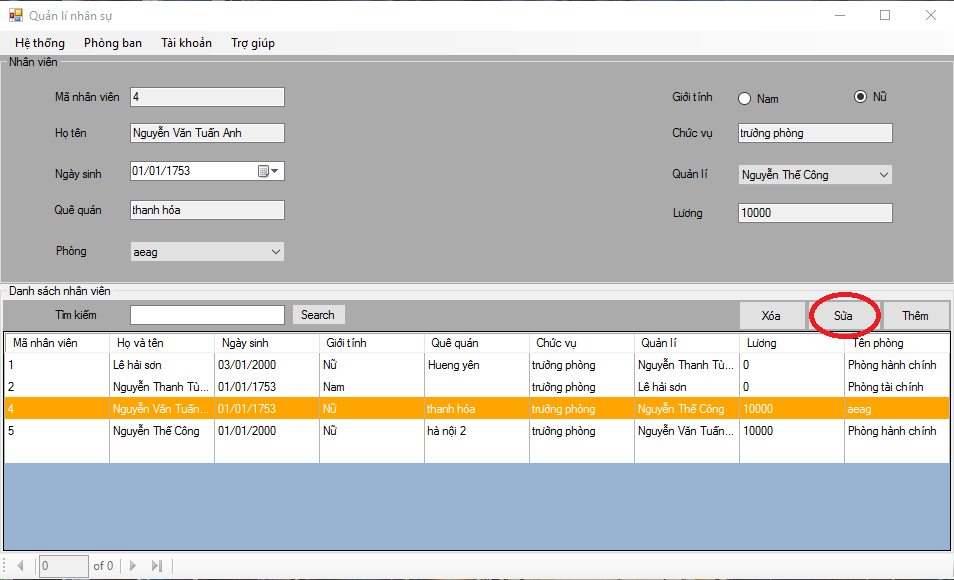 Quản lí nhân sự
Hệ thống Phòng ban Tài khoản Trợ giúp
Nhân viên
Mã nhân viên 4 Giới tính Nam Nữ
Họ tên Nguyễn Văn Tuấn Anh Chức vụ trưởng phòng
Ngày sinh 01/01/1753 Quản lí Nguyễn Thế Công
Quê quán thanh hóa Lương 10000
Phòng aeag
Danh sách nhân viên
Tìm kiếm Search Xóa Sửa Thêm
Mã nhân viên Họ và tên Ngày sinh Giới tính Quê quán Chức vụ Quản lí Lương Tên phòng
1 Lê hải sơn 03/01/2000 Nữ Hueng yên trưởng phòng Nguyễn Thanh Tù... 0 Phòng hành chính
2 Nguyễn Thanh Tù... 01/01/1753 Nam trưởng phòng Lê hải sơn 0 Phòng tài chính
4 Nguyễn Văn Tuấn... 01/01/1753 Nữ thanh hóa trưởng phòng Nguyễn Thế Công 10000 aeag
5 Nguyễn Thế Công 01/01/2000 Nữ hà nội 2 trưởng phòng Nguyễn Văn Tuấn... 10000 Phòng hành chính
0 of 0